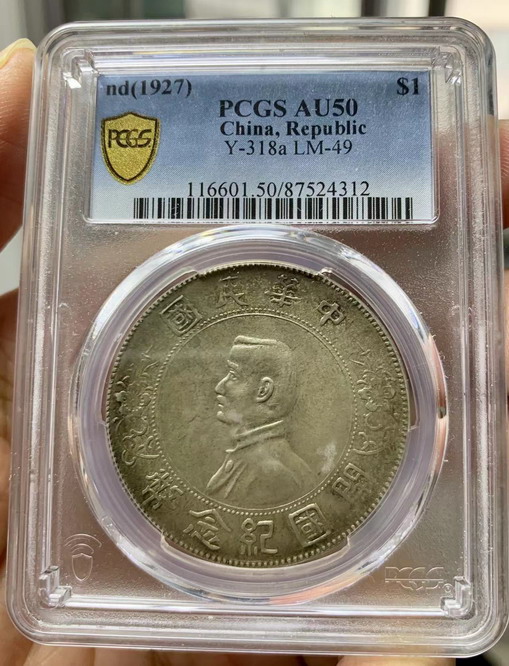 nd(1927) $1
PCGS AU50
China, Republic
Y-318a LM-49
PCGS
116601.50/87524312
中華民國
開國紀念幣
PCGS